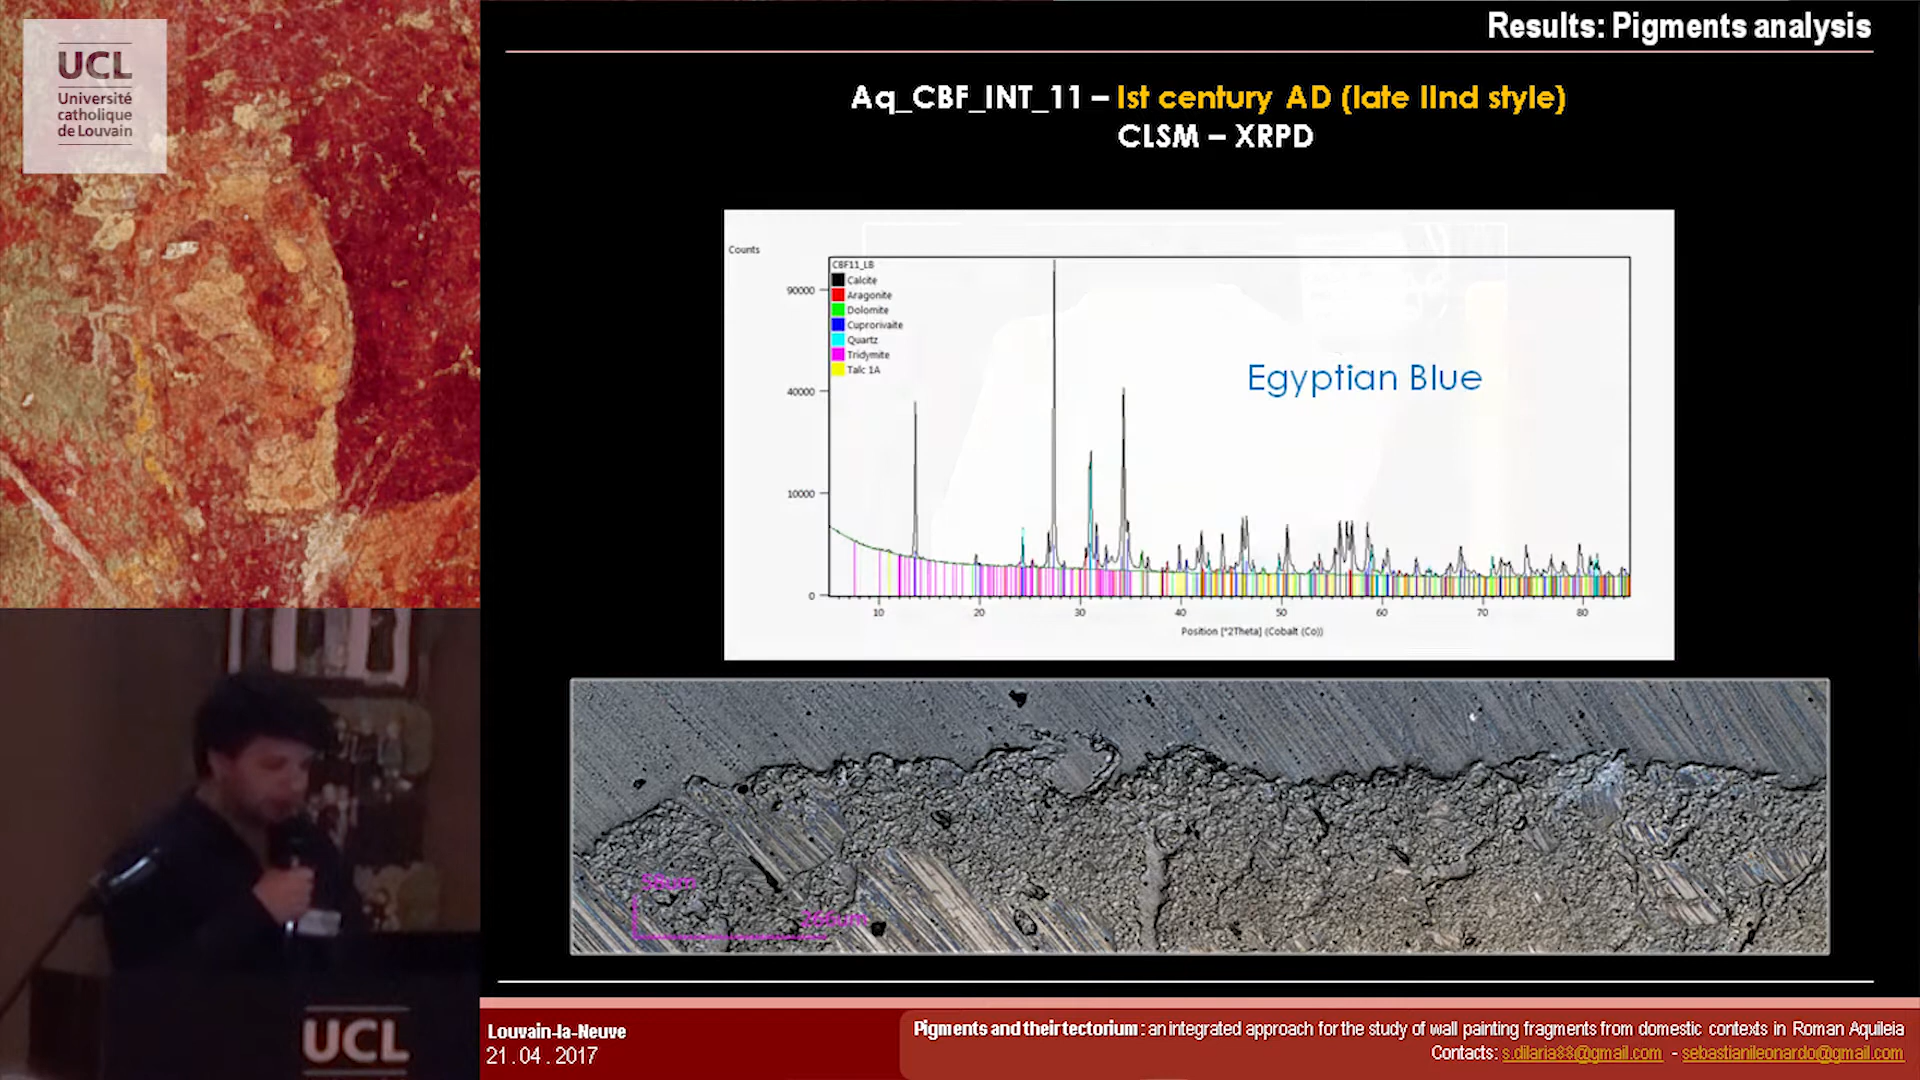 UCL
Université
catholique
de Louvain
Results: Pigments analysis
Aq_CBF_INT_11 – Ist century AD (late IInd style)
CLSM – XRPD
Counts
CBF11_LB
Calcite
Aragonite
Dolomite
Cuprorivaite
Quartz
Tridymite
Talc 1A
90000
40000
10000
0
Egyptian Blue
10 20 30 40 50 60 70 80
Position [°2Theta] (Cobalt (Co))
58um
266um
UCL
Louvain-la-Neuve
21.04.2017
Pigments and their tectorium: an integrated approach for the study of wall painting fragments from domestic contexts in Roman Aquileia
Contacts: s.dilaria88@gmail.com - sebastianileonardo@gmail.com